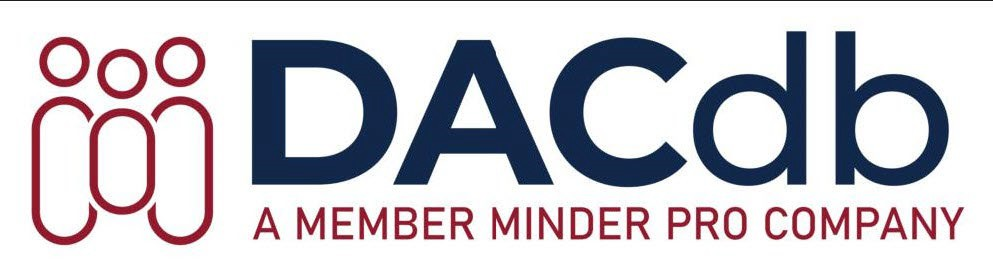 DACdb
A MEMBER MINDER PRO COMPANY